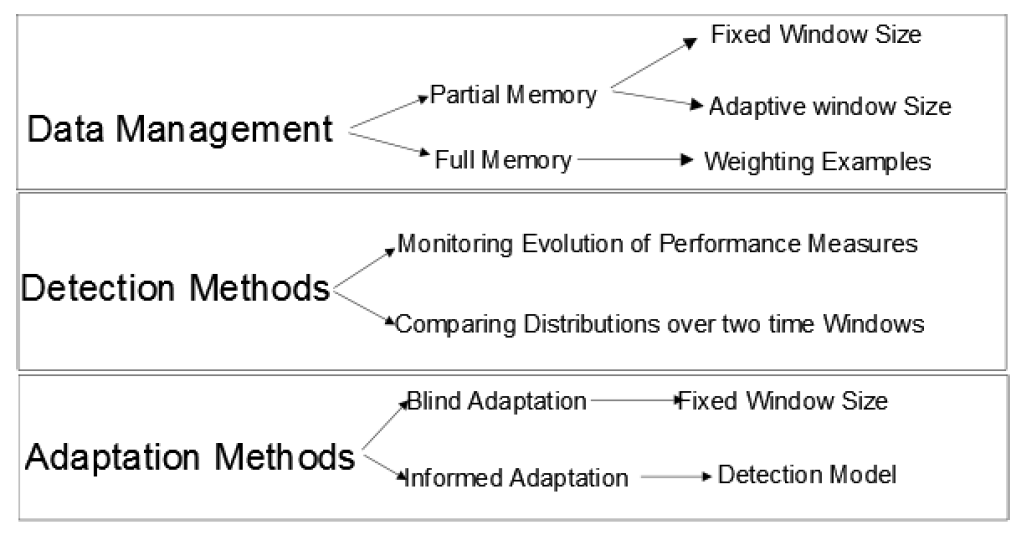 Fixed Window Size
Partial Memory
Adaptive window Size
Data Management
Full Memory
Weighting Examples
Monitoring Evolution of Performance Measures
Detection Methods
Comparing Distributions over two time Windows
Blind Adaptation
Fixed Window Size
Adaptation Methods
Informed Adaptation
Detection Model